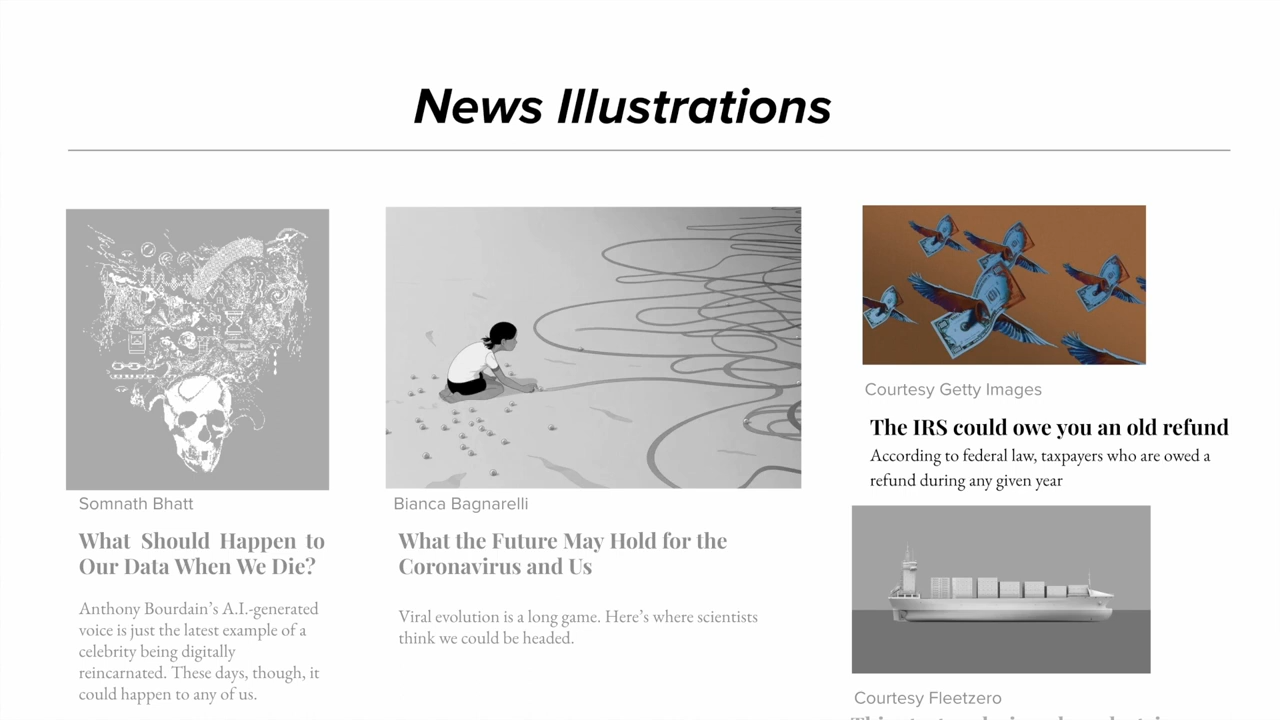 News Illustrations
Somnath Bhatt
What Should Happen to
Our Data When We Die?
Anthony Bourdain's A.I.-generated
voice is just the latest example of a
celebrity being digitally
reincarnated. These days, though, it
could happen to any of us.
Bianca Bagnarelli
What the Future May Hold for the
Coronavirus and Us
Viral evolution is a long game. Here's where scientists
think we could be headed.
Courtesy Getty Images
The IRS could owe you an old refund
According to federal law, taxpayers who are owed a
refund during any given year
Courtesy Fleetzero